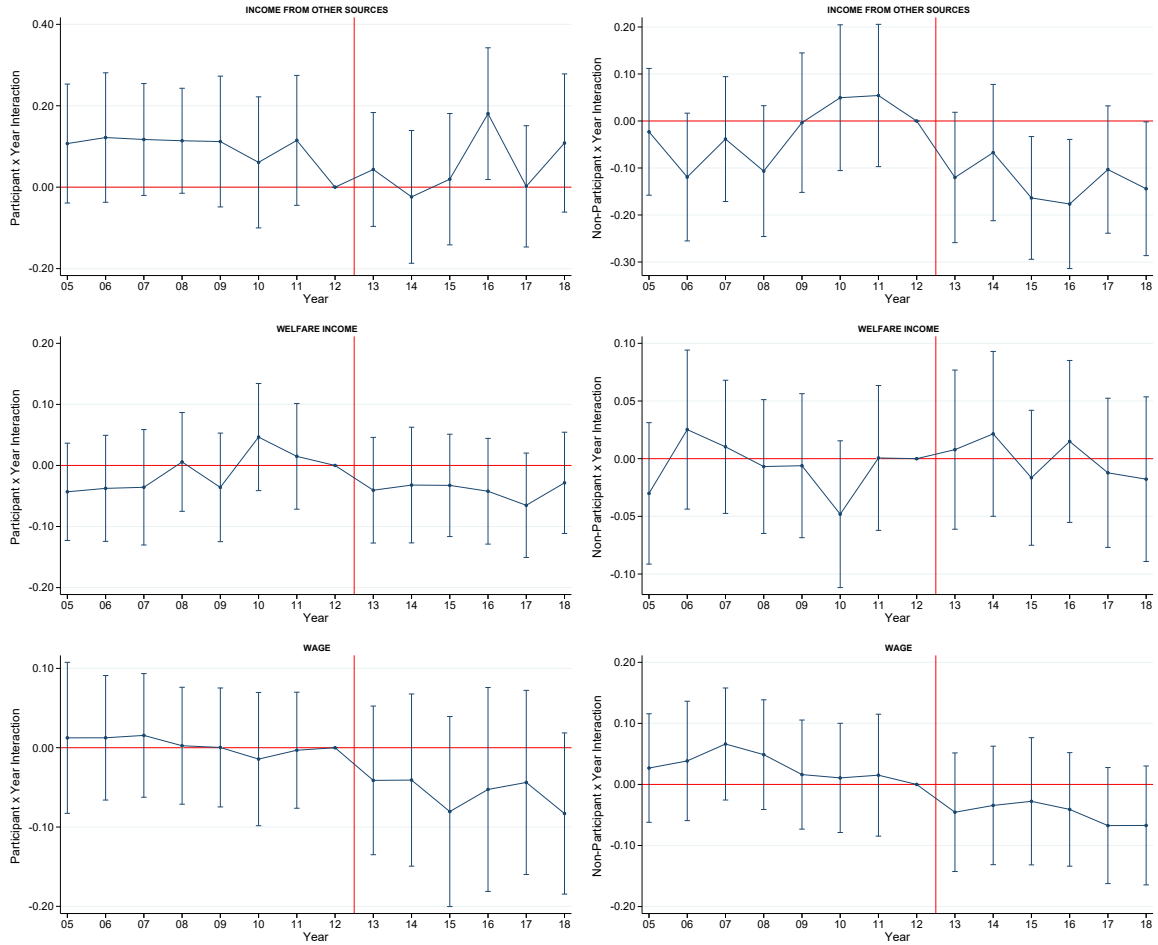 INCOME FROM OTHER SOURCES
Participant x Year Interaction
0.40
0.20
0.00
-0.20
05 06 07 08 09 10 11 12 13 14 15 16 17 18
Year
INCOME FROM OTHER SOURCES
Non-Participant x Year Interaction
0.20
0.10
0.00
-0.10
-0.20
-0.30
05 06 07 08 09 10 11 12 13 14 15 16 17 18
Year
WELFARE INCOME
Participant x Year Interaction
0.20
0.10
0.00
-0.10
-0.20
05 06 07 08 09 10 11 12 13 14 15 16 17 18
Year
WELFARE INCOME
Non-Participant x Year Interaction
0.10
0.05
0.00
-0.05
-0.10
05 06 07 08 09 10 11 12 13 14 15 16 17 18
Year
WAGE
Participant x Year Interaction
0.10
0.00
-0.10
-0.20
05 06 07 08 09 10 11 12 13 14 15 16 17 18
Year
WAGE
Non-Participant x Year Interaction
0.20
0.10
0.00
-0.10
-0.20
05 06 07 08 09 10 11 12 13 14 15 16 17 18
Year